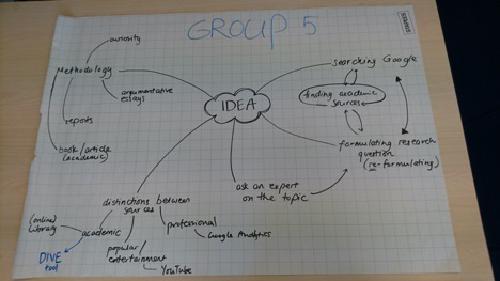 GROUP 5
curiosity
Methodology
argumentative
essays
reports
book/article
(academic)
IDEA
searching Google
finding academic
sources
formulating research
question
(re-formulating)
ask an expert
on the topic
distinctions between
sources
professional
Google Analytics
academic
(online)
library
DIVE
tool
popular/
entertainment
YouTube